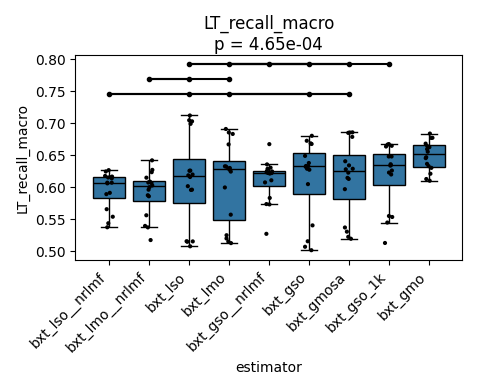 LT_recall_macro
p = 4.65e-04
LT_recall_macro
0.80
0.75
0.70
0.65
0.60
0.55
0.50
bxt_lso__nrlmf
bxt_lmo__nrlmf
bxt_lso
bxt_lmo
bxt_gso__nrlmf
bxt_gso
bxt_gmosa
bxt_gso_1k
bxt_gmo
estimator